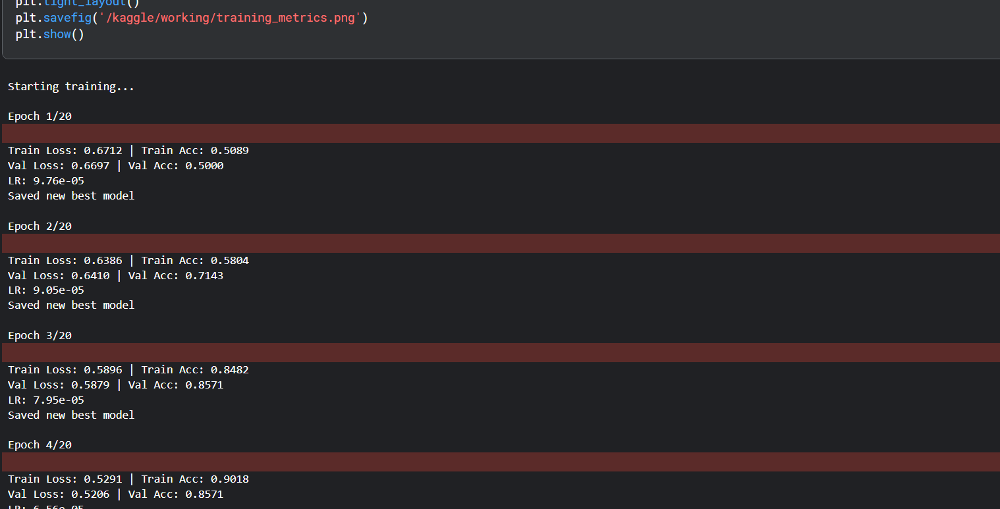 plt.tight_layout()
plt.savefig('/kaggle/working/training_metrics.png')
plt.show()
Starting training...
Epoch 1/20
Train Loss: 0.6712 | Train Acc: 0.5089
Val Loss: 0.6697 | Val Acc: 0.5000
LR: 9.76e-05
Saved new best model
Epoch 2/20
Train Loss: 0.6386 | Train Acc: 0.5804
Val Loss: 0.6410 | Val Acc: 0.7143
LR: 9.05e-05
Saved new best model
Epoch 3/20
Train Loss: 0.5896 | Train Acc: 0.8482
Val Loss: 0.5879 | Val Acc: 0.8571
LR: 7.95e-05
Saved new best model
Epoch 4/20
Train Loss: 0.5291 | Train Acc: 0.9018
Val Loss: 0.5206 | Val Acc: 0.8571
LR: 6.56e-05